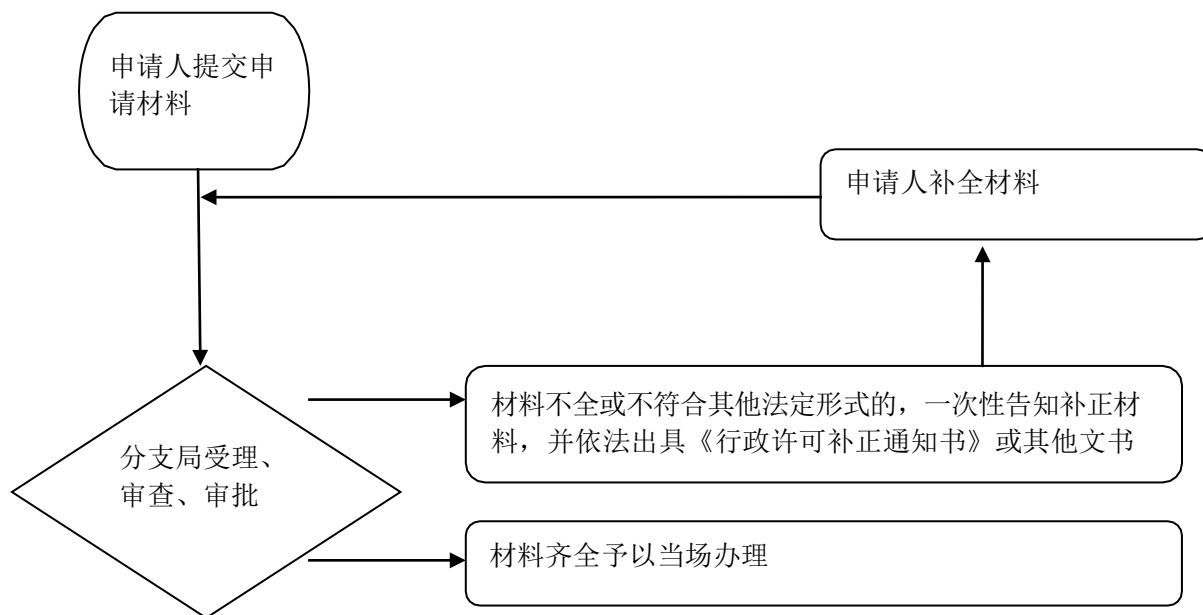 申请人提交申
请材料
申请人补全材料
材料不全或不符合其他法定形式的，一次性告知补正材
料，并依法出具《行政许可补正通知书》或其他文书
分支局受理、
审查、审批
材料齐全予以当场办理